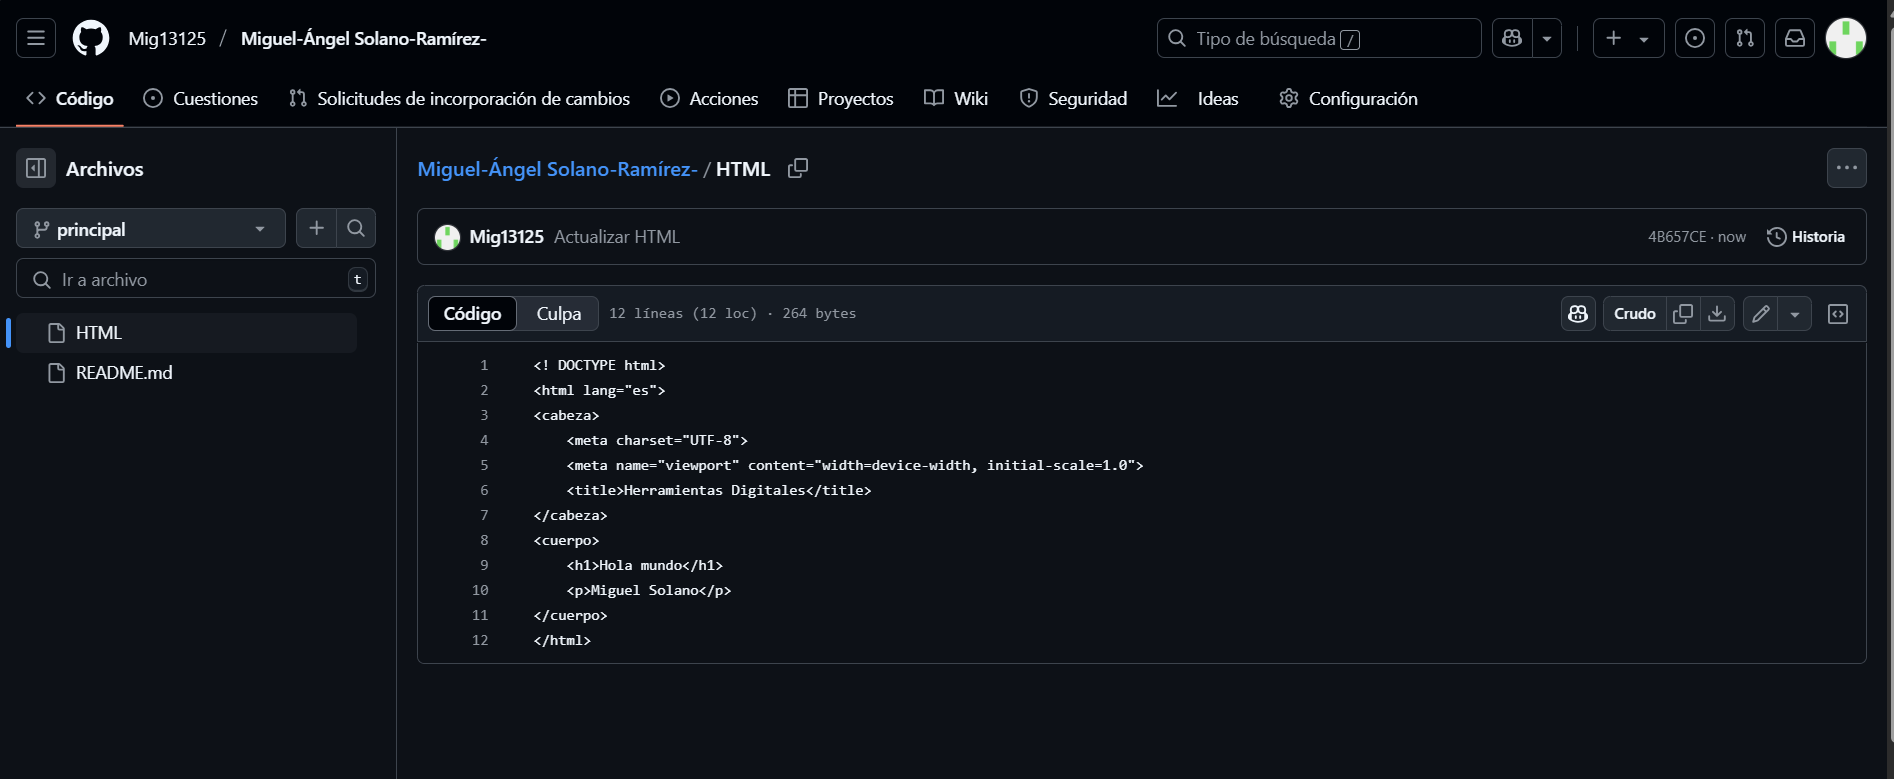 Mig13125 / Miguel-Ángel Solano-Ramírez-
Tipo de búsqueda /
Código
Cuestiones
Solicitudes de incorporación de cambios
Acciones
Proyectos
Wiki
Seguridad
Ideas
Configuración
Archivos
principal
Ir a archivo
t
HTML
README.md
Miguel-Ángel Solano-Ramírez- / HTML
Mig13125 Actualizar HTML
4B657CE · now
Historia
Código
Culpa
12 líneas (12 loc) · 264 bytes
Crudo
1 <! DOCTYPE html>
2 <html lang="es">
3 <cabeza>
4 <meta charset="UTF-8">
5 <meta name="viewport" content="width=device-width, initial-scale=1.0">
6 <title>Herramientas Digitales</title>
7 </cabeza>
8 <cuerpo>
9 <h1>Hola mundo</h1>
10 <p>Miguel Solano</p>
11 </cuerpo>
12 </html>